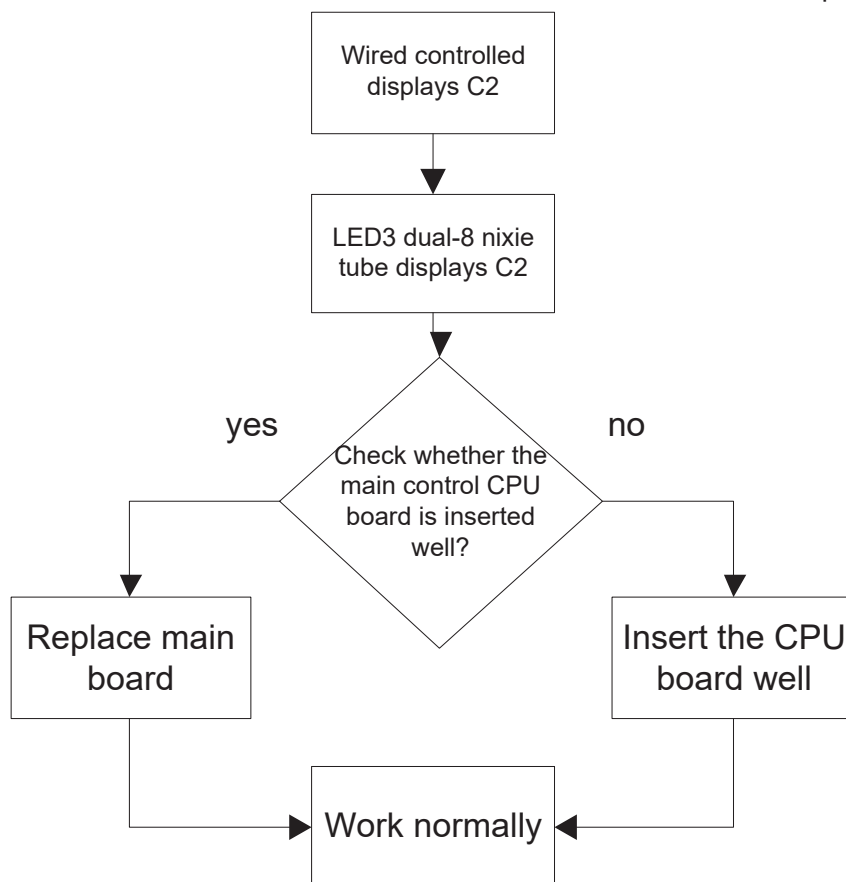 Wired controlled
displays C2
LED3 dual-8 nixie
tube displays C2
yes
no
Check whether the
main control CPU
board is inserted
well?
Replace main
board
Insert the CPU
board well
Work normally